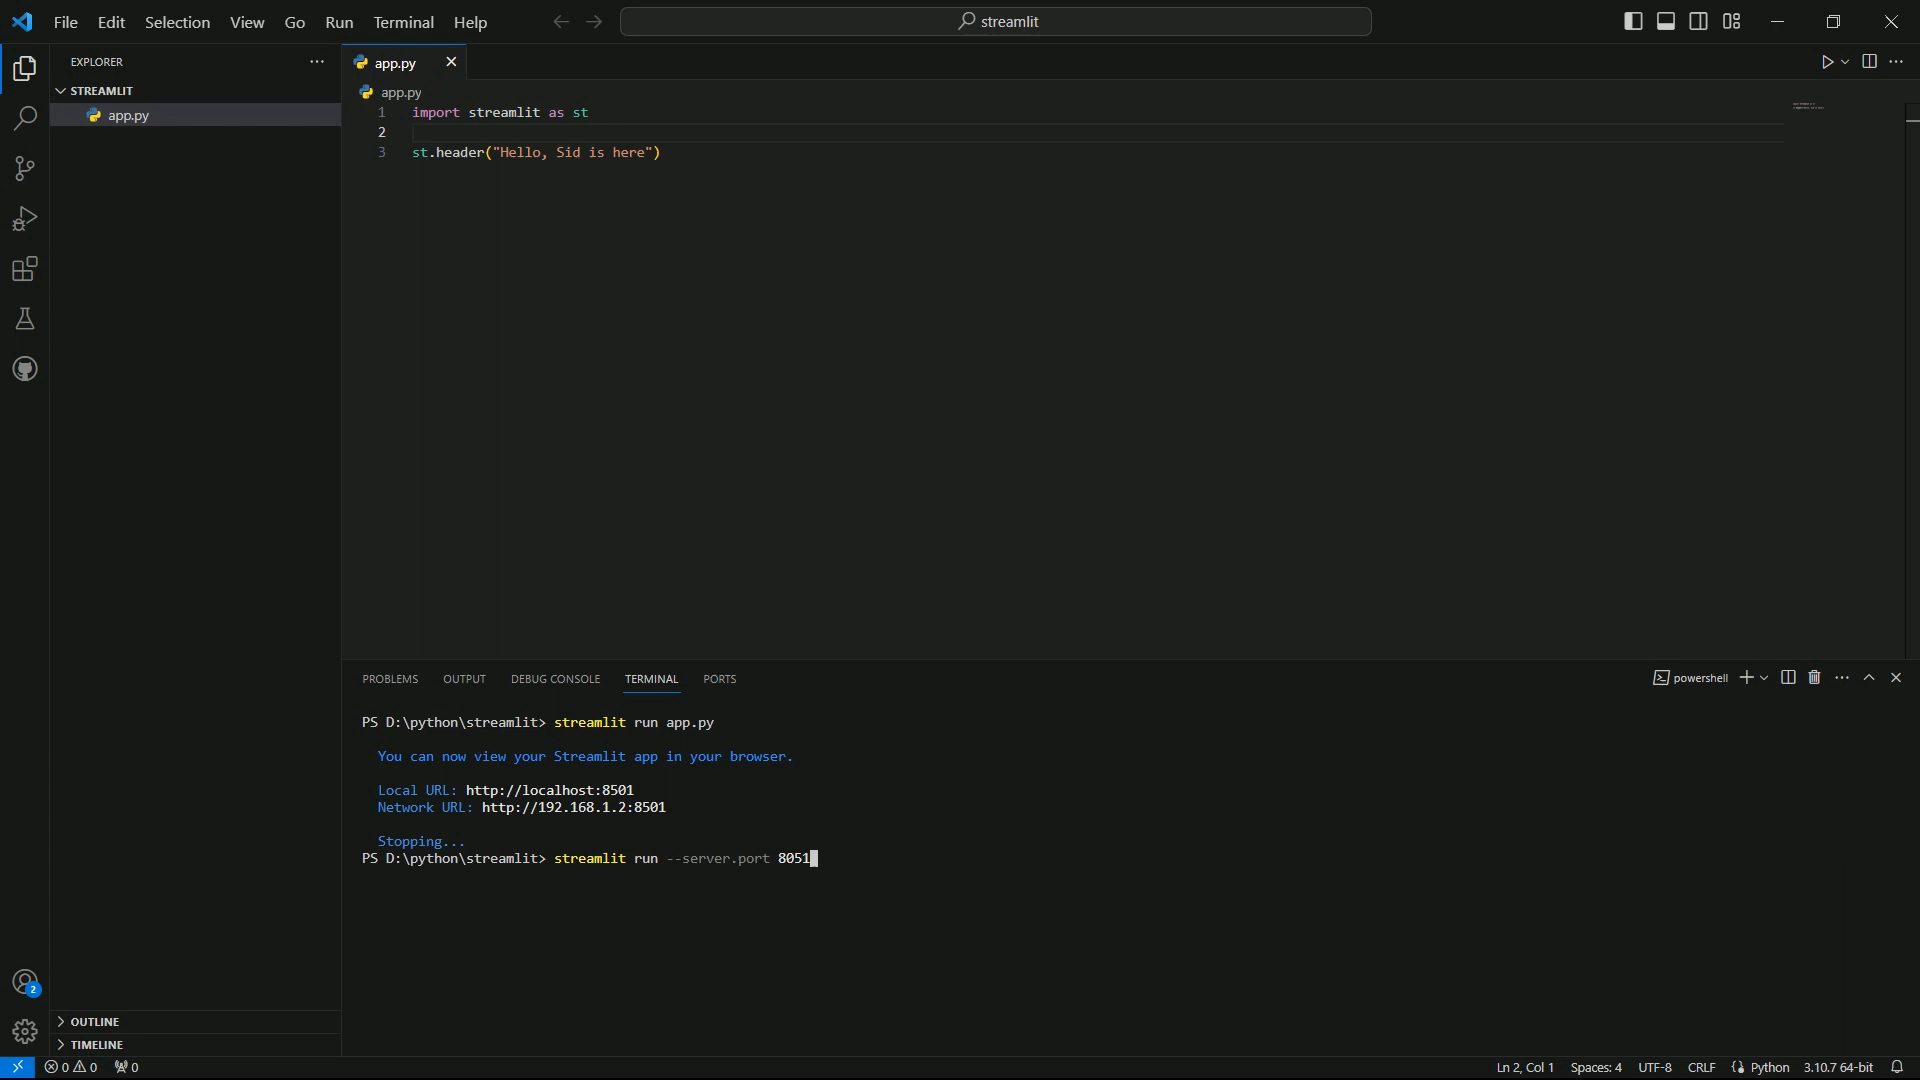 File Edit Selection View Go Run Terminal Help streamlit
EXPLORER
STREAMLIT
app.py
app.py
app.py
1 import streamlit as st
2
3 st.header("Hello, Sid is here")
PROBLEMS OUTPUT DEBUG CONSOLE TERMINAL PORTS powershell
PS D:\python\streamlit> streamlit run app.py
You can now view your Streamlit app in your browser.
Local URL: http://localhost:8501
Network URL: http://192.168.1.2:8501
Stopping...
PS D:\python\streamlit> streamlit run --server.port 8051
2
OUTLINE
TIMELINE
0 0 0 Ln 2, Col 1 Spaces: 4 UTF-8 CRLF Python 3.10.7 64-bit